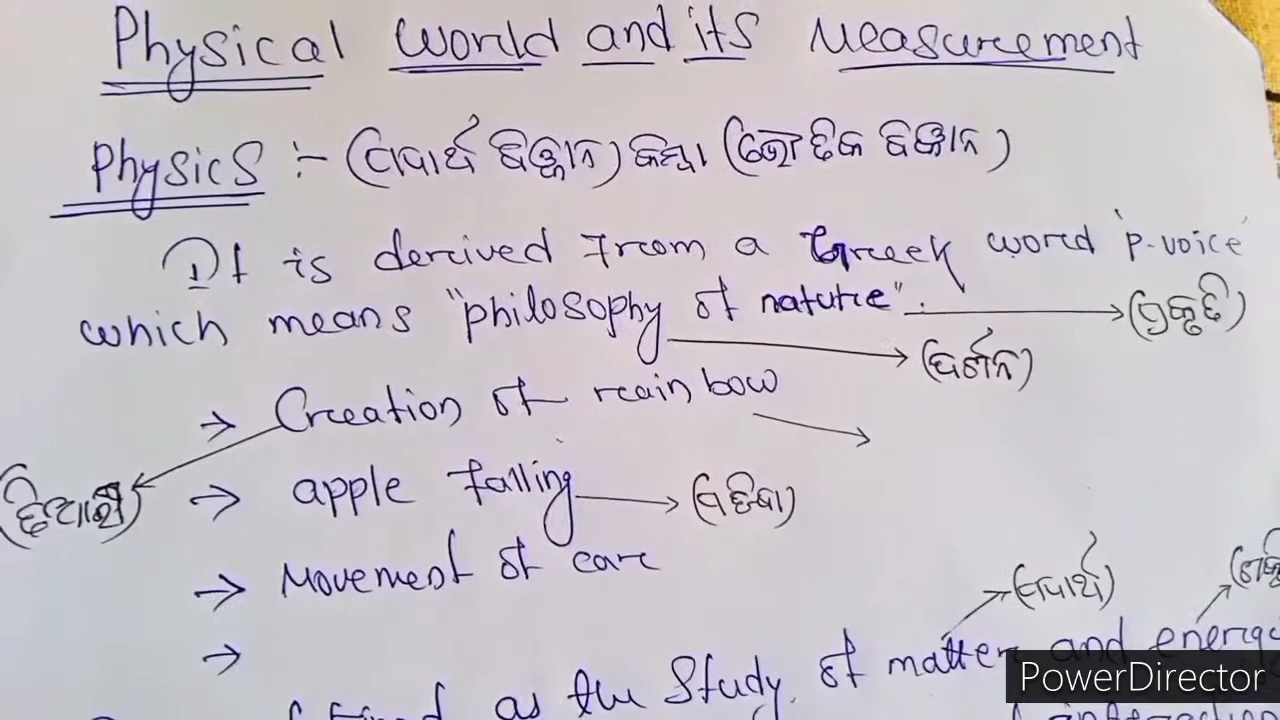 Physical world and its Measurement
Physics :- (ପଦାର୍ଥ ବିଜ୍ଞାନ) କିମ୍ବା (ଭୌତିକ ବିଜ୍ଞାନ)
It is derived from a Greek word 'p-voice'
which means "philosophy of nature". → (ପ୍ରକୃତି)
→ (ଦର୍ଶନ)
→ Creation of rainbow →
→ apple falling → (ପଡିବା)
→ Movement of car
→
(ପଦାର୍ଥ)
as the study of matter and energy
PowerDirector